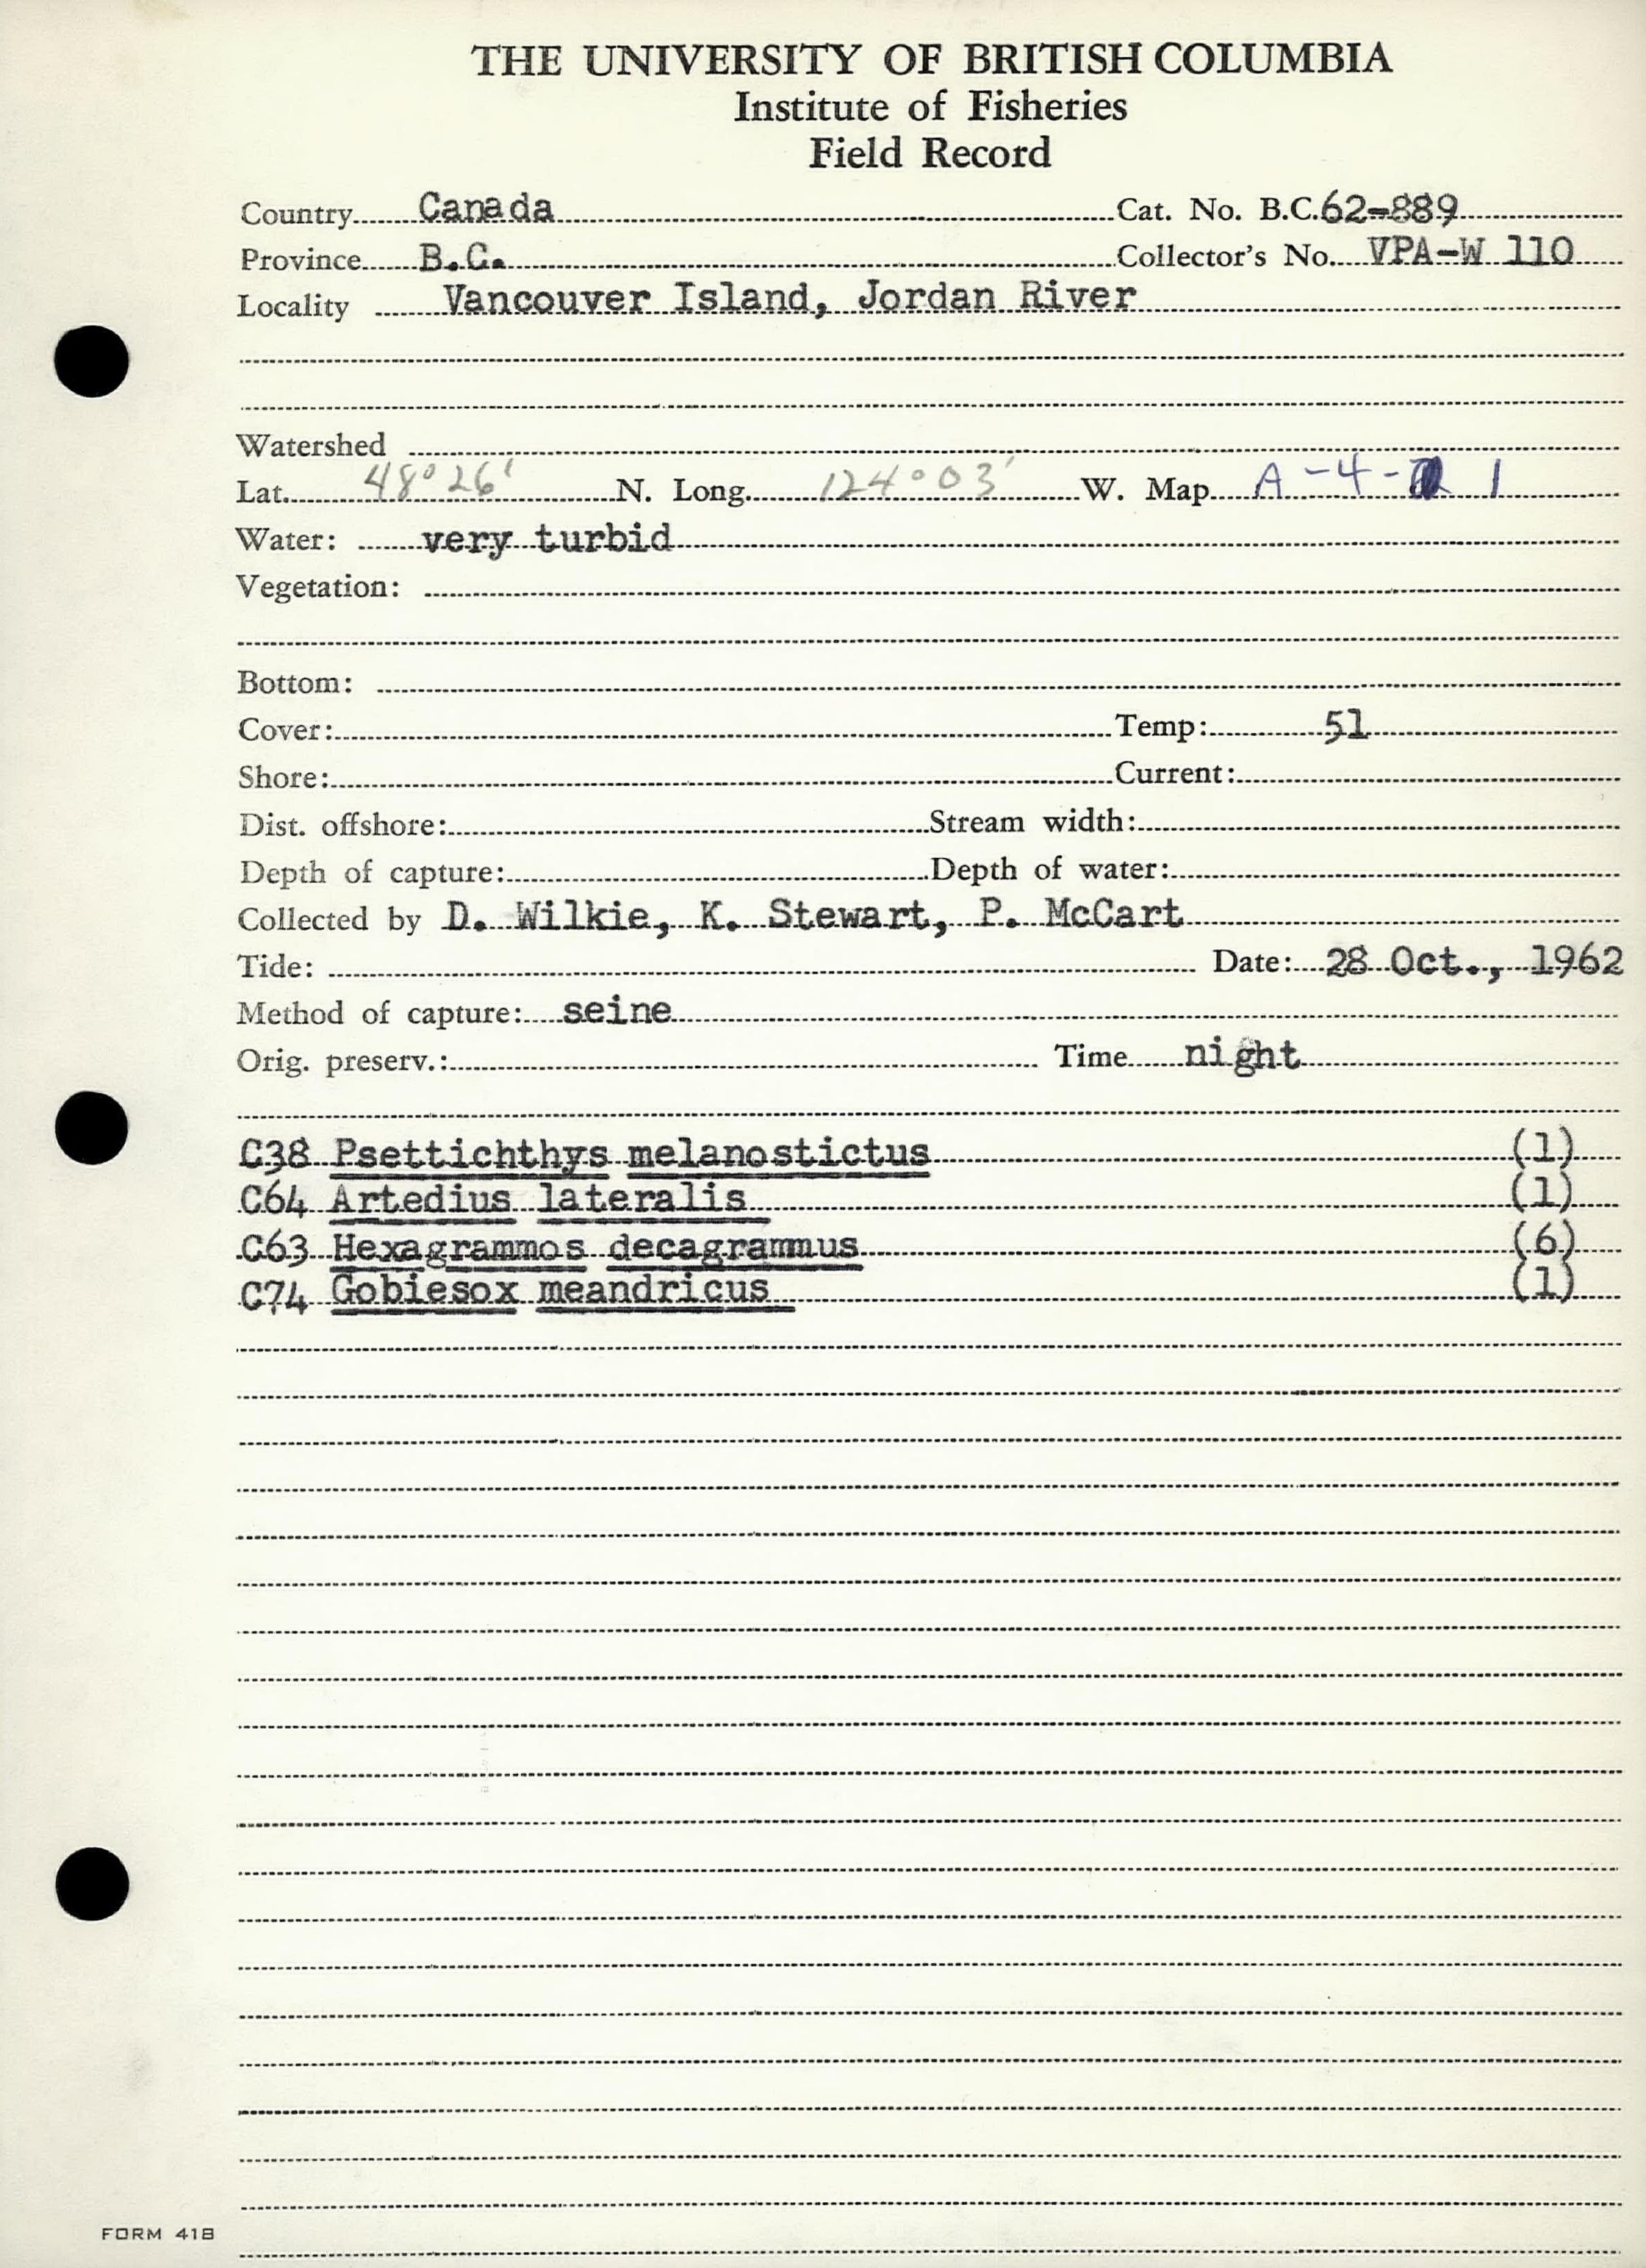 THE UNIVERSITY OF BRITISH COLUMBIA
Institute of Fisheries
Field Record
Country Canada Cat. No. B.C. 62-889
Province B.C. Collector's No. VPA-W 110
Locality Vancouver Island, Jordan River
Watershed
Lat. 48° 26' N. Long. 124° 03' W. Map A-4- 1
Water: very turbid
Vegetation:
Bottom:
Cover: Temp: 51
Shore: Current:
Dist. offshore: Stream width:
Depth of capture: Depth of water:
Collected by D. Wilkie, K. Stewart, P. McCart
Tide: Date: 28 Oct., 1962
Method of capture: seine
Orig. preserv.: Time night
C38 Psettichthys melanostictus (1)
C64 Artedius lateralis (1)
C63 Hexagrammos decagrammus (6)
C74 Gobiesox meandricus (1)
FORM 41B